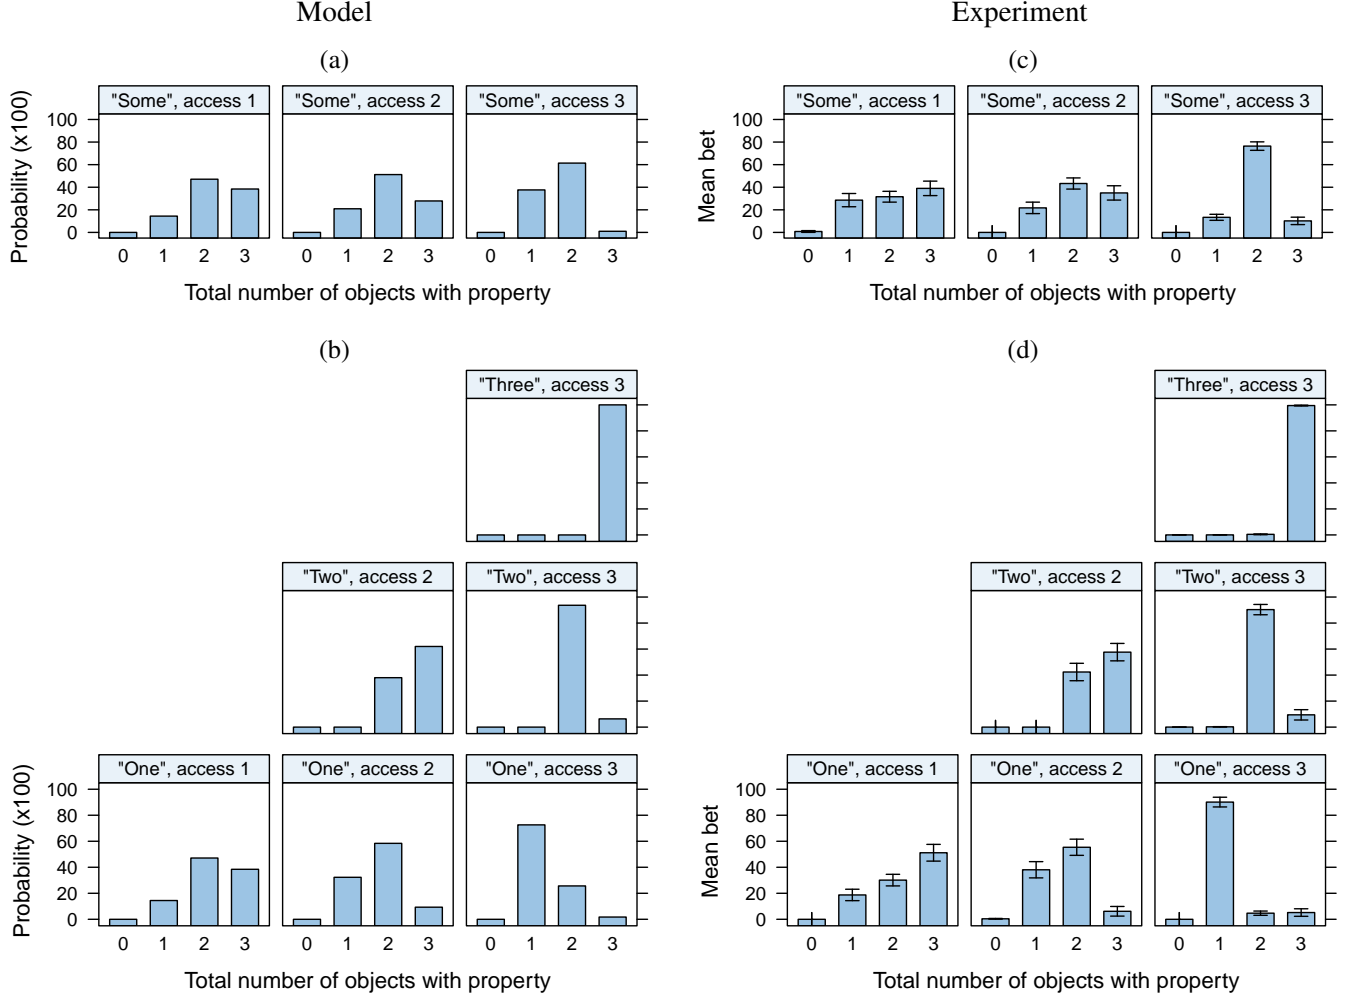 Model
Experiment
(a)
(c)
"Some", access 1
"Some", access 2
"Some", access 3
Probability (x100)
100
80
60
40
20
0
0 1 2 3
0 1 2 3
0 1 2 3
Total number of objects with property
"Some", access 1
"Some", access 2
"Some", access 3
Mean bet
100
80
60
40
20
0
0 1 2 3
0 1 2 3
0 1 2 3
Total number of objects with property
(b)
(d)
"Three", access 3
"Two", access 2
"Two", access 3
"One", access 1
"One", access 2
"One", access 3
Probability (x100)
100
80
60
40
20
0
0 1 2 3
0 1 2 3
0 1 2 3
Total number of objects with property
"Three", access 3
"Two", access 2
"Two", access 3
"One", access 1
"One", access 2
"One", access 3
Mean bet
100
80
60
40
20
0
0 1 2 3
0 1 2 3
0 1 2 3
Total number of objects with property